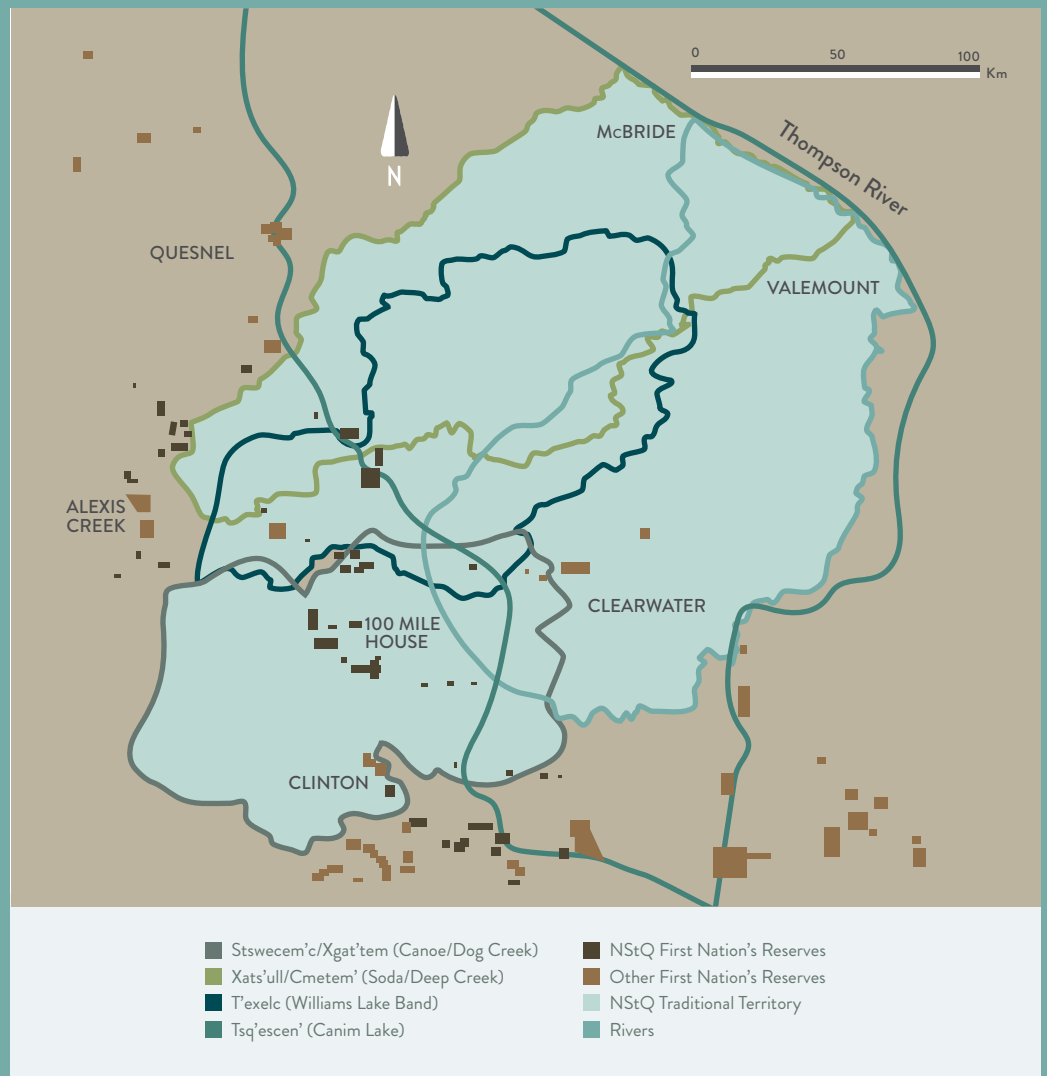 0 50 100
Km
McBRIDE
Thompson River
N
QUESNEL
VALEMOUNT
ALEXIS
CREEK
CLEARWATER
100 MILE
HOUSE
CLINTON
Stswecem'c/Xgat'tem (Canoe/Dog Creek)
Xats'ull/Cmetem' (Soda/Deep Creek)
T'exelc (Williams Lake Band)
Tsq'escen' (Canim Lake)
NStQ First Nation's Reserves
Other First Nation's Reserves
NStQ Traditional Territory
Rivers